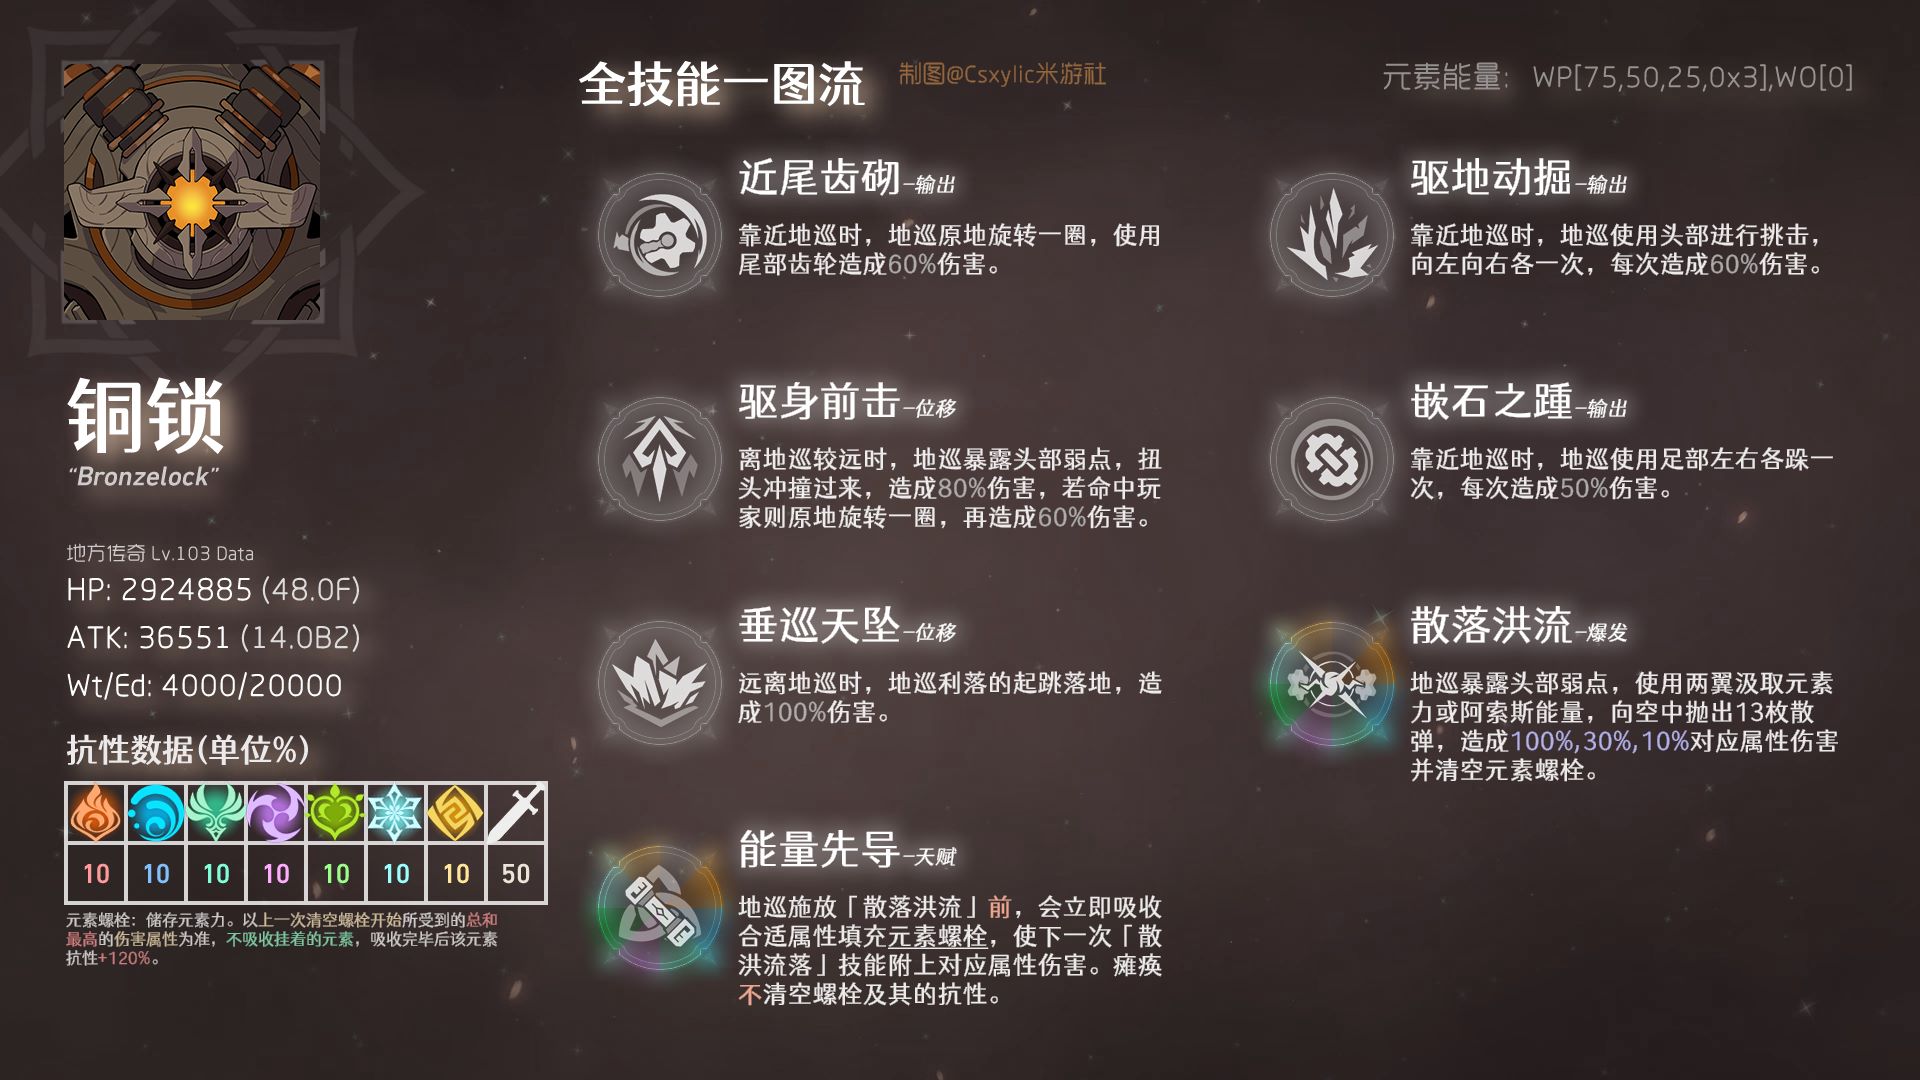 全技能一图流
制图@Csxylic米游社
元素能量: WP[75,50,25,0x3],WO[0]
铜锁
“Bronzelock”
地方传奇 Lv.103 Data
HP: 2924885 (48.0F)
ATK: 36551 (14.0B2)
Wt/Ed: 4000/20000
抗性数据(单位%)
10 10 10 10 10 10 10 50
元素螺栓：储存元素力。以上一次清空螺栓开始所受到的总和
最高的伤害属性为准，不吸收挂着的元素，吸收完毕后该元素
抗性+120%。
近尾齿砌-输出
靠近地巡时，地巡原地旋转一圈，使用
尾部齿轮造成60%伤害。
驱地动掘-输出
靠近地巡时，地巡使用头部进行挑击，
向左向右各一次，每次造成60%伤害。
驱身前击-位移
离地巡较远时，地巡暴露头部弱点，扭
头冲撞过来，造成80%伤害，若命中玩
家则原地旋转一圈，再造成60%伤害。
嵌石之踵-输出
靠近地巡时，地巡使用足部左右各跺一
次，每次造成50%伤害。
垂巡天坠-位移
远离地巡时，地巡利落的起跳落地，造
成100%伤害。
散落洪流-爆发
地巡暴露头部弱点，使用两翼汲取元素
力或阿索斯能量，向空中抛出13枚散
弹，造成100%,30%,10%对应属性伤害
并清空元素螺栓。
能量先导-天赋
地巡施放「散落洪流」前，会立即吸收
合适属性填充元素螺栓，使下一次「散
洪流落」技能附上对应属性伤害。瘫痪
不清空螺栓及其的抗性。